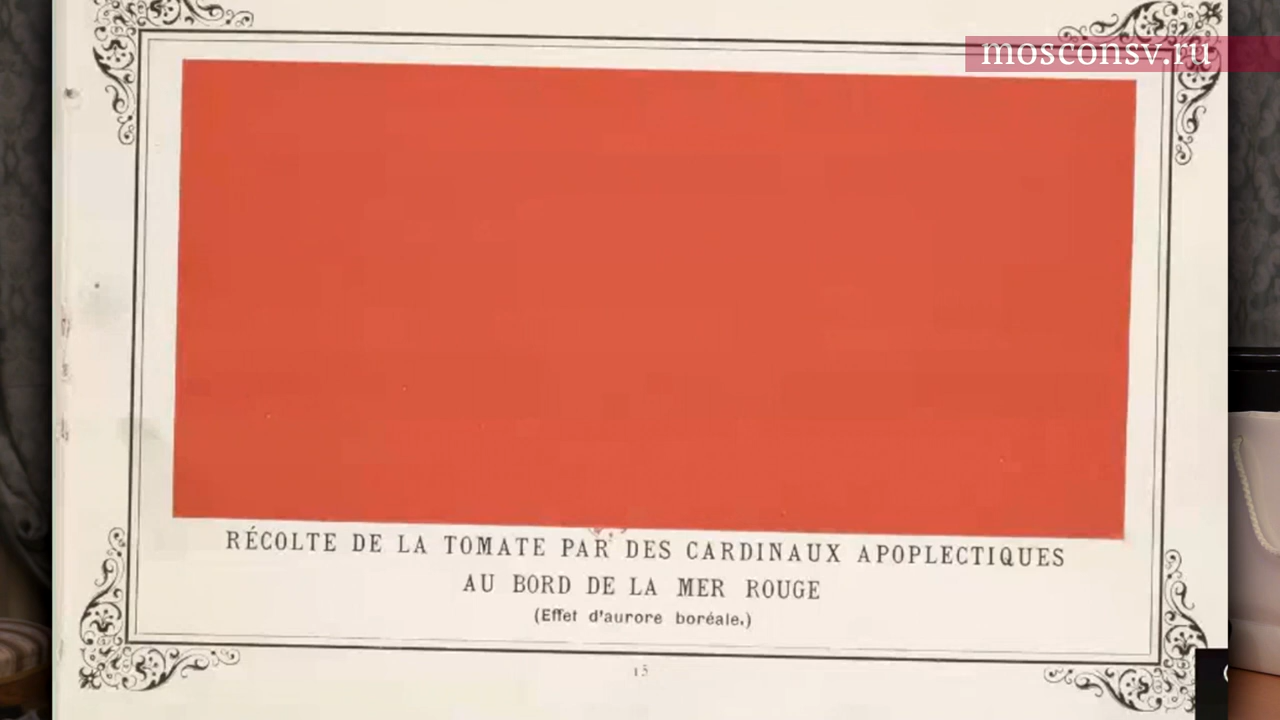 mosconsv.ru
RÉCOLTE DE LA TOMATE PAR DES CARDINAUX APOPLECTIQUES
AU BORD DE LA MER ROUGE
(Effet d'aurore boréale.)
15